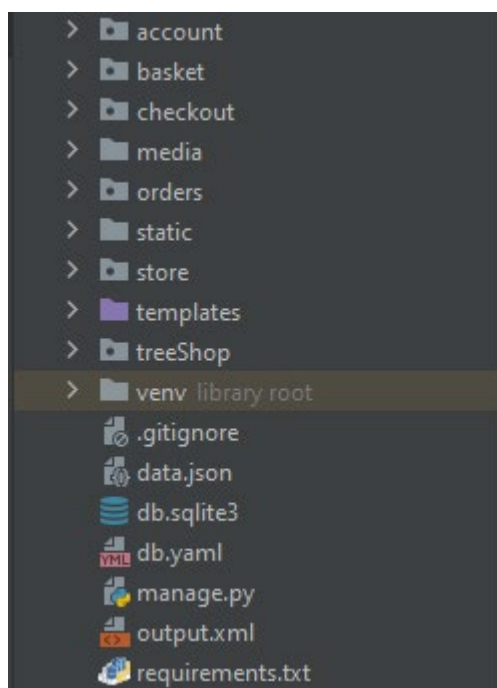 account
basket
checkout
media
orders
static
store
templates
treeShop
venv library root
.gitignore
data.json
db.sqlite3
YML db.yaml
manage.py
output.xml
requirements.txt